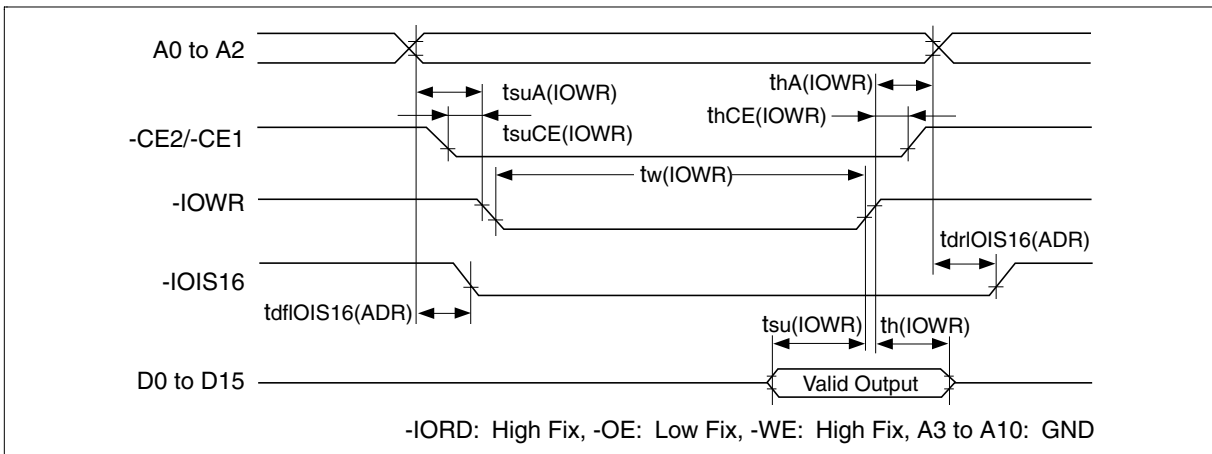 A0 to A2
tsuA(IOWR)
thA(IOWR)
-CE2/-CE1
tsuCE(IOWR)
thCE(IOWR)
-IOWR
tw(IOWR)
-IOIS16
tdrIOIS16(ADR)
tdfIOIS16(ADR)
tsu(IOWR)
th(IOWR)
D0 to D15
Valid Output
-IORD: High Fix, -OE: Low Fix, -WE: High Fix, A3 to A10: GND